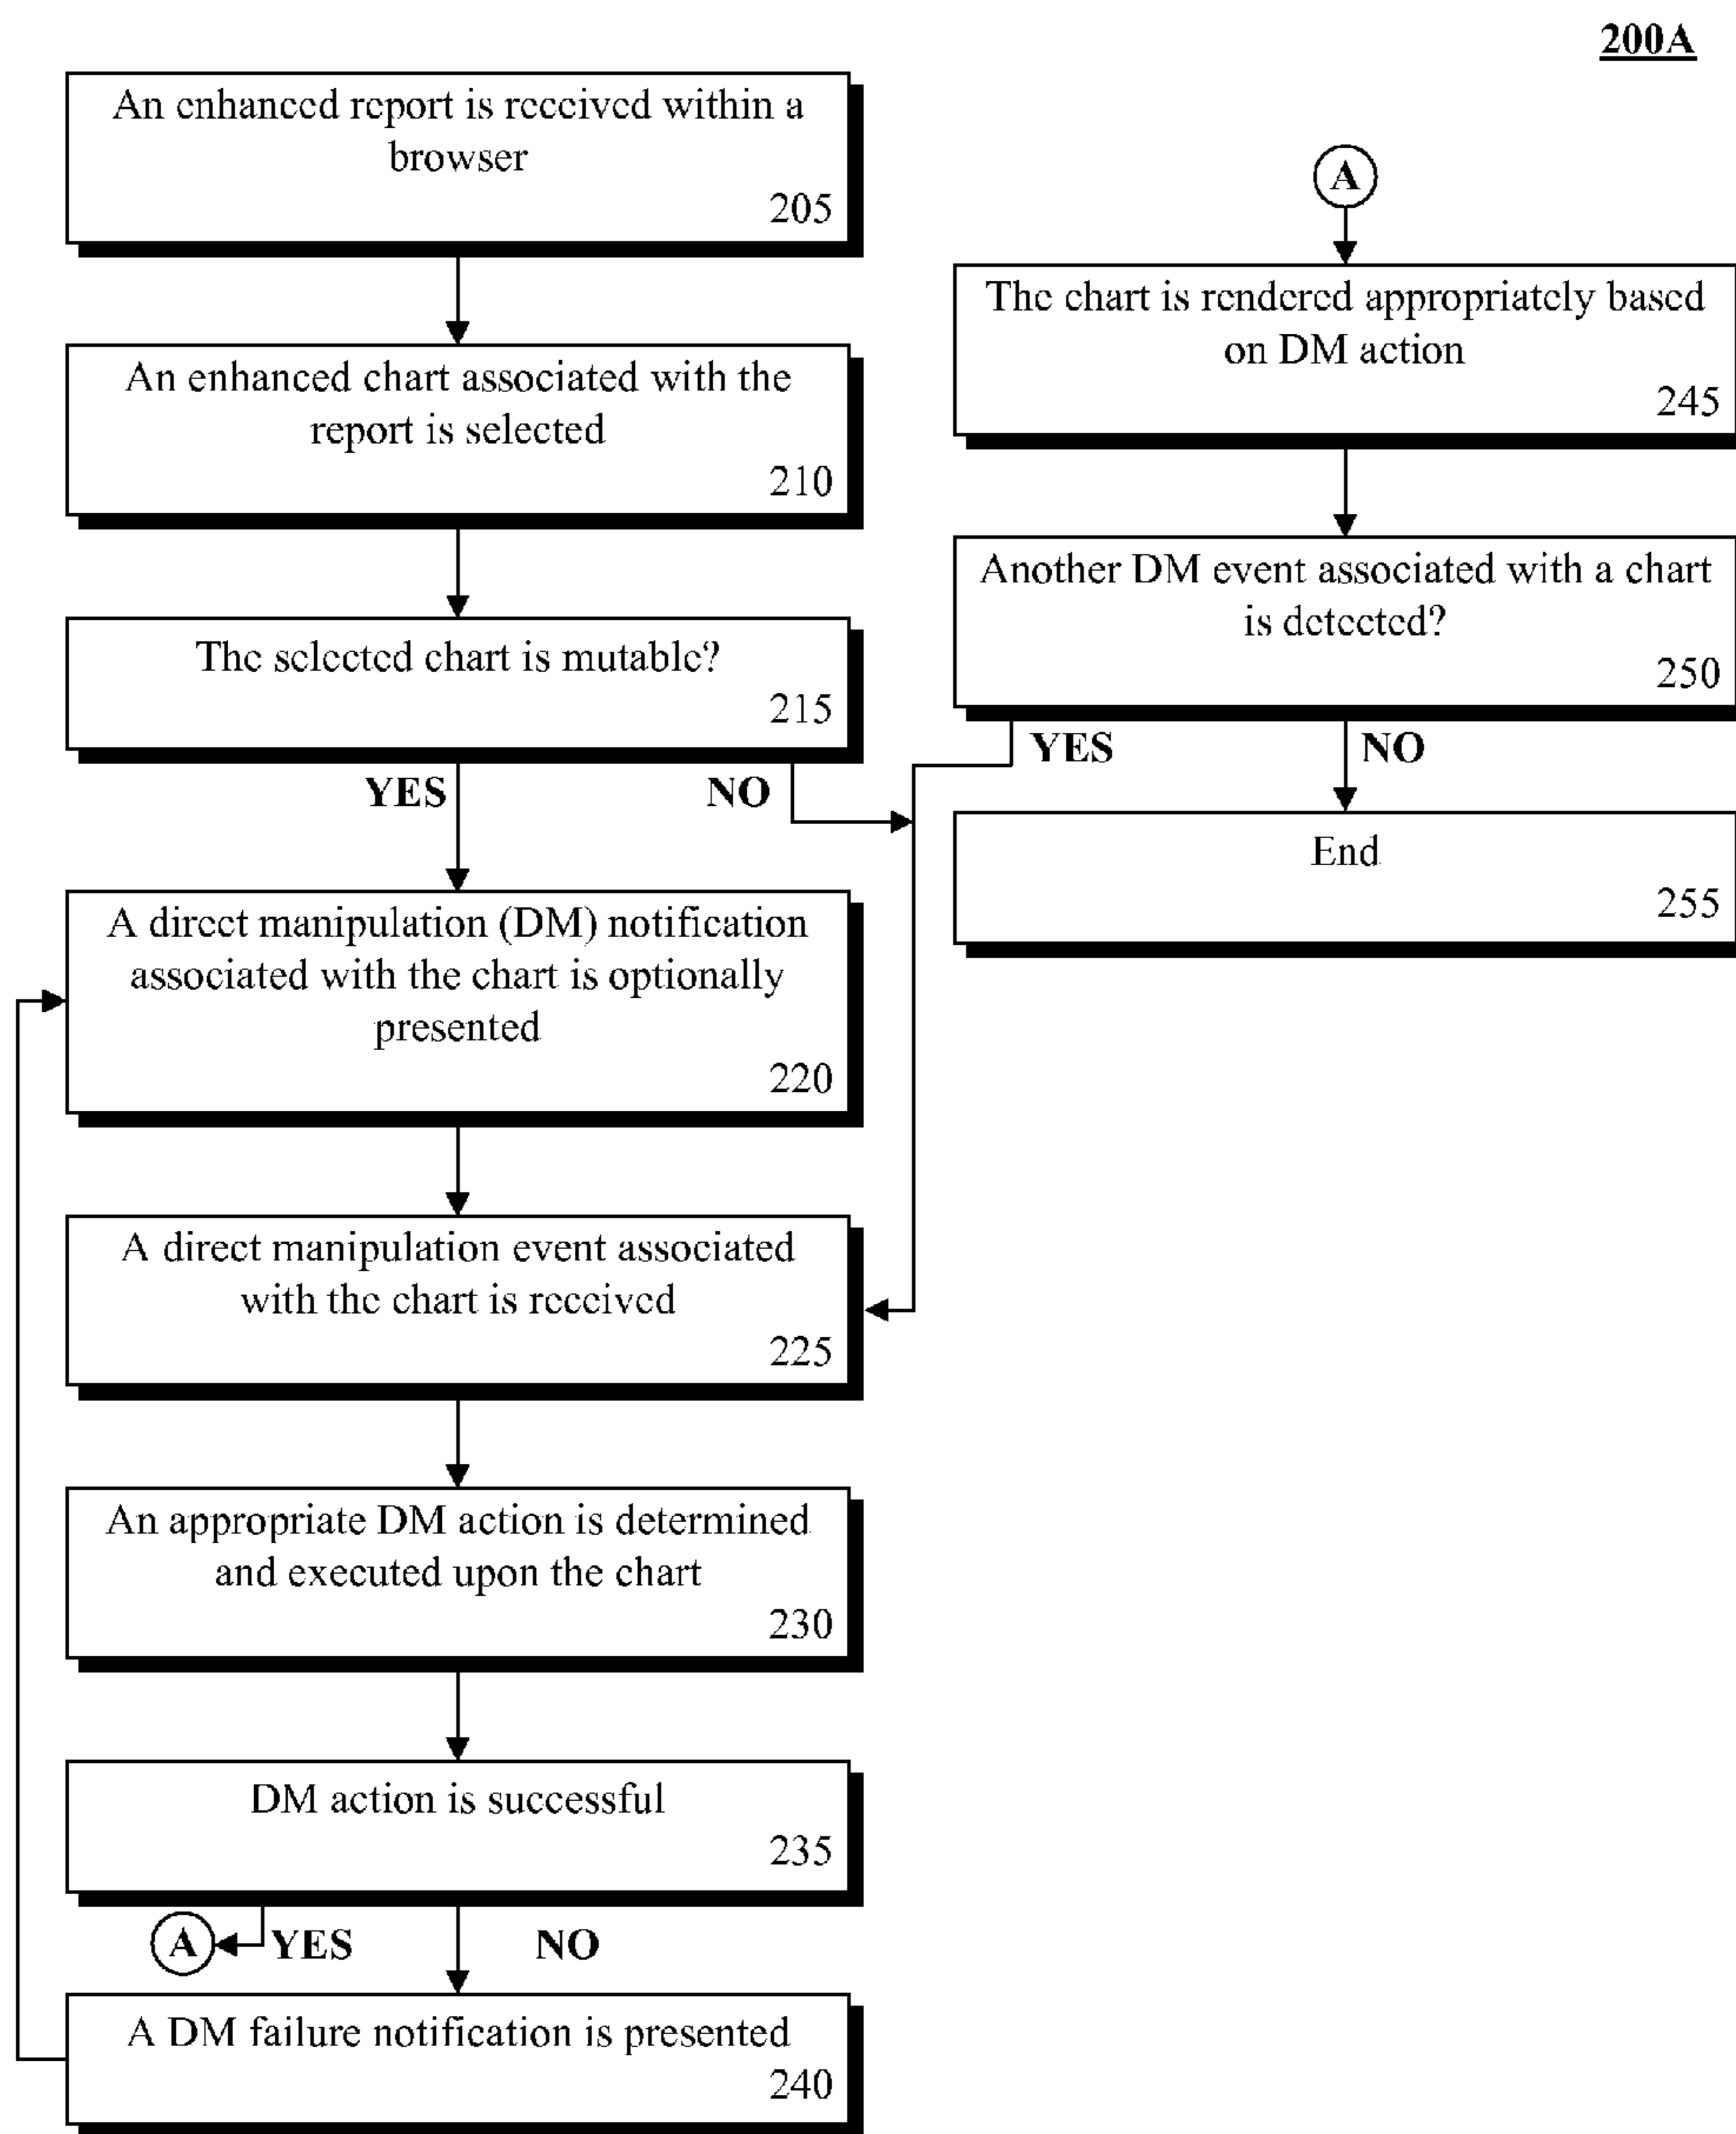 200A
An enhanced report is received within a
browser
205
An enhanced chart associated with the
report is selected
210
The selected chart is mutable?
215
YES
NO
A direct manipulation (DM) notification
associated with the chart is optionally
presented
220
A direct manipulation event associated
with the chart is received
225
An appropriate DM action is determined
and executed upon the chart
230
DM action is successful
235
A
YES
NO
A DM failure notification is presented
240
A
The chart is rendered appropriately based
on DM action
245
Another DM event associated with a chart
is detected?
250
YES
NO
End
255